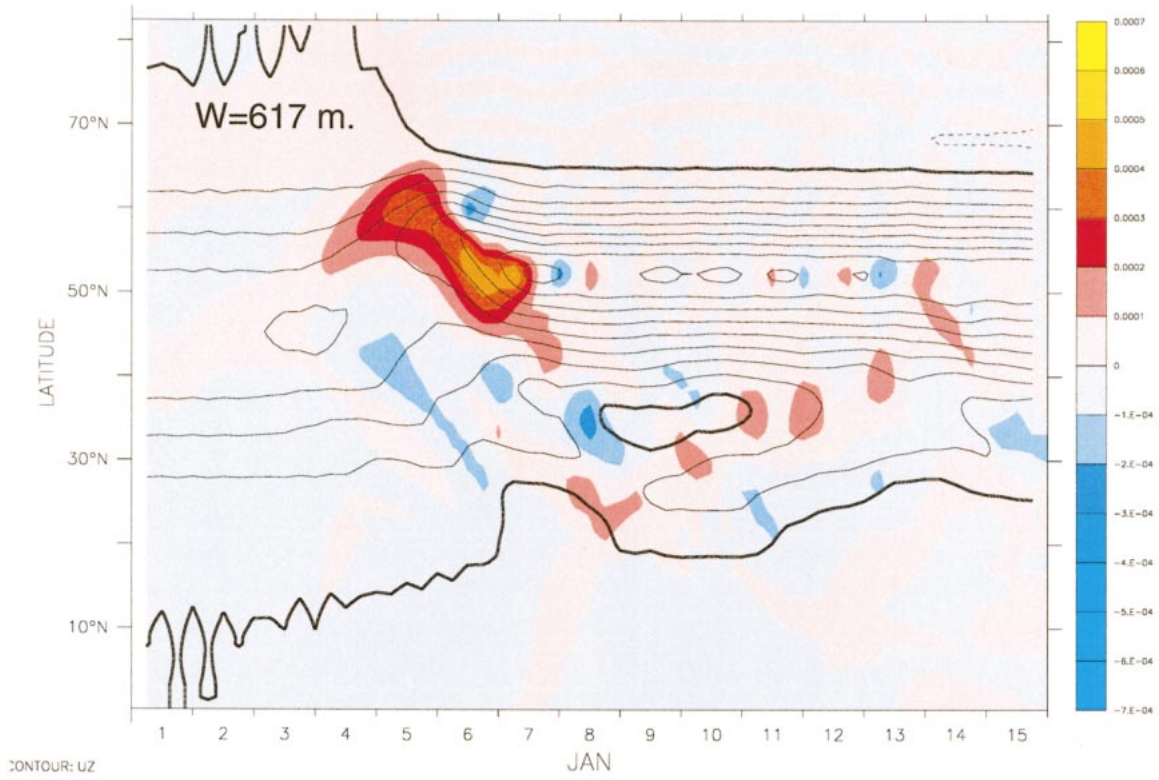 W=617 m.
70°N
50°N
30°N
10°N
LATITUDE
1 2 3 4 5 6 7 8 9 10 11 12 13 14 15
JAN
CONTOUR: UZ
0.0007
0.0006
0.0005
0.0004
0.0003
0.0002
0.0001
0
-1.E-04
-2.E-04
-3.E-04
-4.E-04
-5.E-04
-6.E-04
-7.E-04